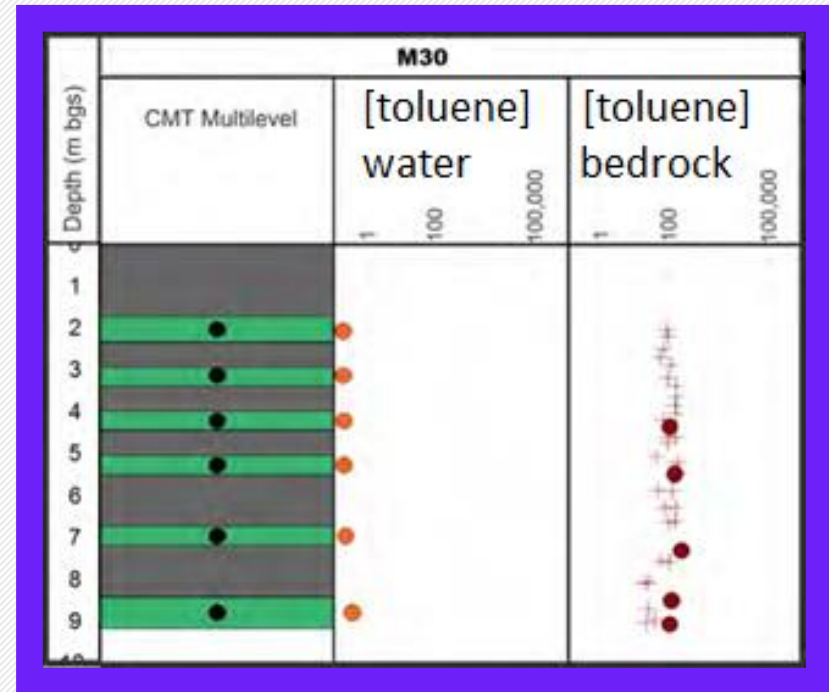 M30
Depth (m bgs)
CMT Multilevel
[toluene]
water
1
100
100,000
[toluene]
bedrock
1
100
100,000
1
2
3
4
5
6
7
8
9